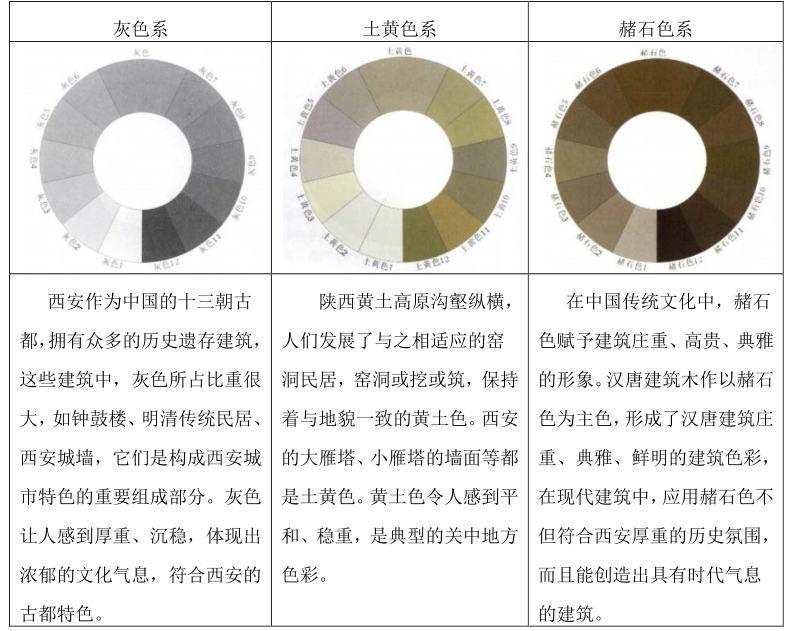 灰色系
土黄色系
赭石色系
灰色
灰色7
灰色8
灰色9
灰色10
灰色11
灰色12
灰色1
灰色2
灰色3
灰色4
灰色5
灰色6
土黄色
土黄色7
土黄色8
土黄色9
土黄色10
土黄色11
土黄色12
土黄色1
土黄色2
土黄色3
土黄色4
土黄色5
土黄色6
赭石色
赭石色7
赭石色8
赭石色9
赭石色10
赭石色11
赭石色12
赭石色1
赭石色2
赭石色3
赭石色4
赭石色5
赭石色6
西安作为中国的十三朝古
都，拥有众多的历史遗存建筑，
这些建筑中，灰色所占比重很
大，如钟鼓楼、明清传统民居、
西安城墙，它们是构成西安城
市特色的重要组成部分。灰色
让人感到厚重、沉稳，体现出
浓郁的文化气息，符合西安的
古都特色。
陕西黄土高原沟壑纵横，
人们发展了与之相适应的窑
洞民居，窑洞或挖或筑，保持
着与地貌一致的黄土色。西安
的大雁塔、小雁塔的墙面等都
是土黄色。黄土色令人感到平
和、稳重，是典型的关中地方
色彩。
在中国传统文化中，赭石
色赋予建筑庄重、高贵、典雅
的形象。汉唐建筑木作以赭石
色为主色，形成了汉唐建筑庄
重、典雅、鲜明的建筑色彩，
在现代建筑中，应用赭石色不
但符合西安厚重的历史氛围，
而且能创造出具有时代气息
的建筑。